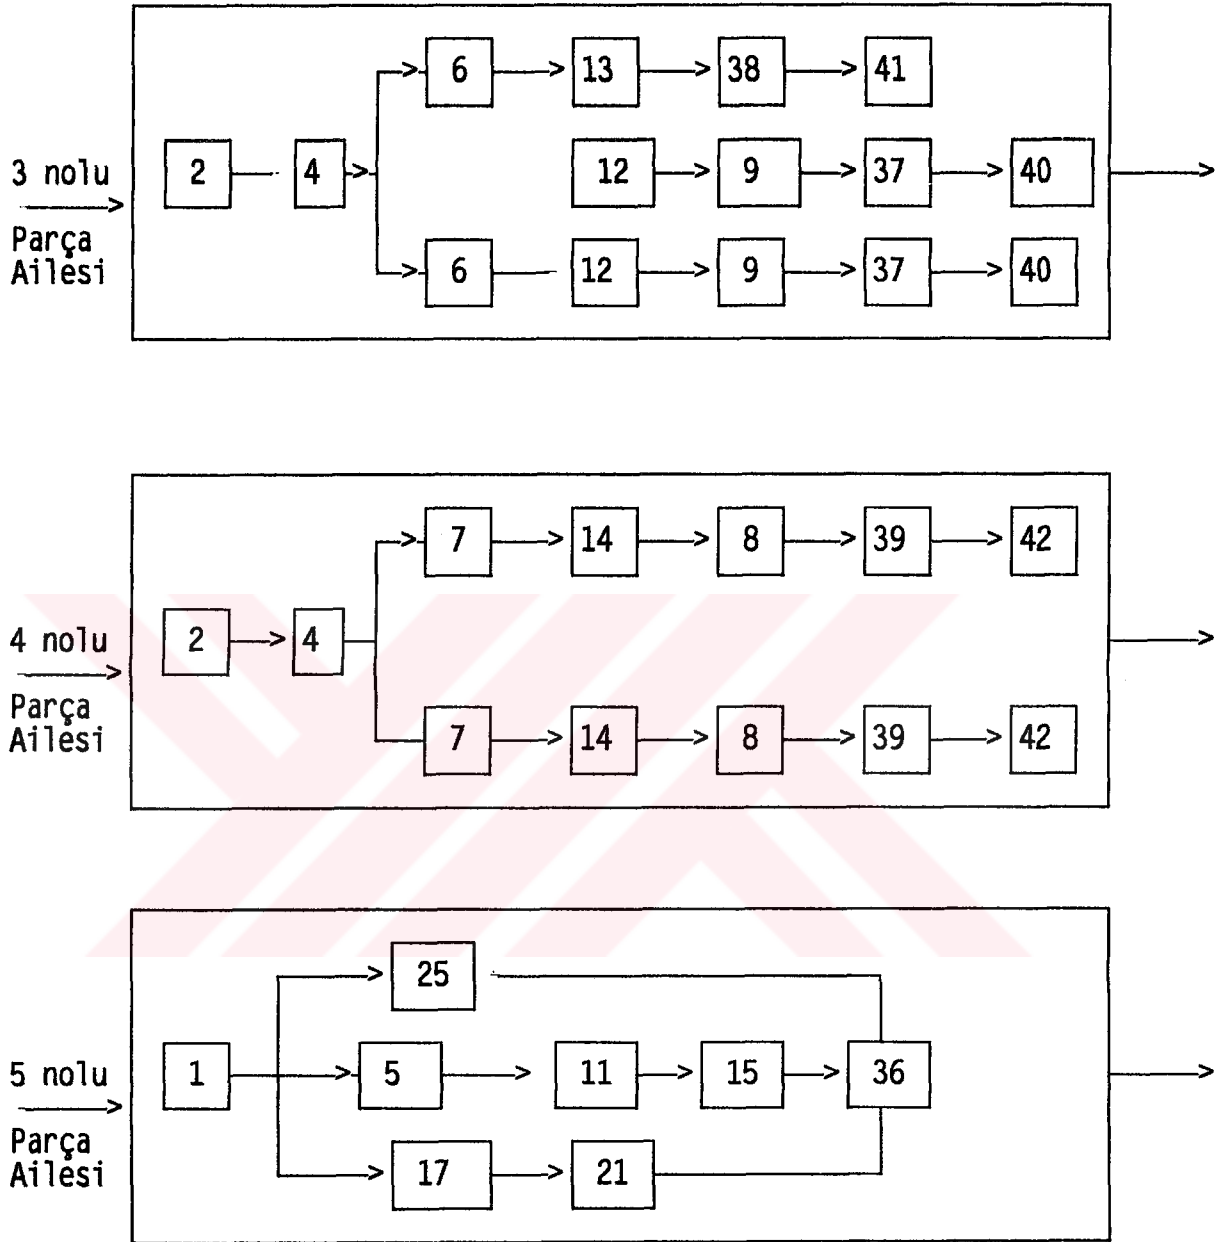 6 13 38 41
3 nolu 2 4 12 9 37 40
Parça
Ailesi 6 12 9 37 40
7 14 8 39 42
4 nolu 2 4
Parça
Ailesi 7 14 8 39 42
25
5 nolu 1 5 11 15 36
Parça
Ailesi 17 21